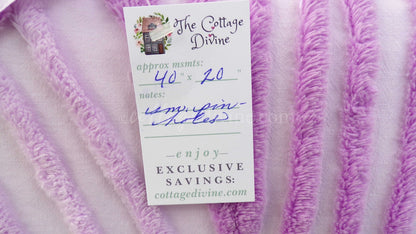 The Cottage
Divine
approx msmts:
40" x 20"
notes:
sm. pin-
holes
—enjoy—
EXCLUSIVE
SAVINGS:
cottagedivine.com